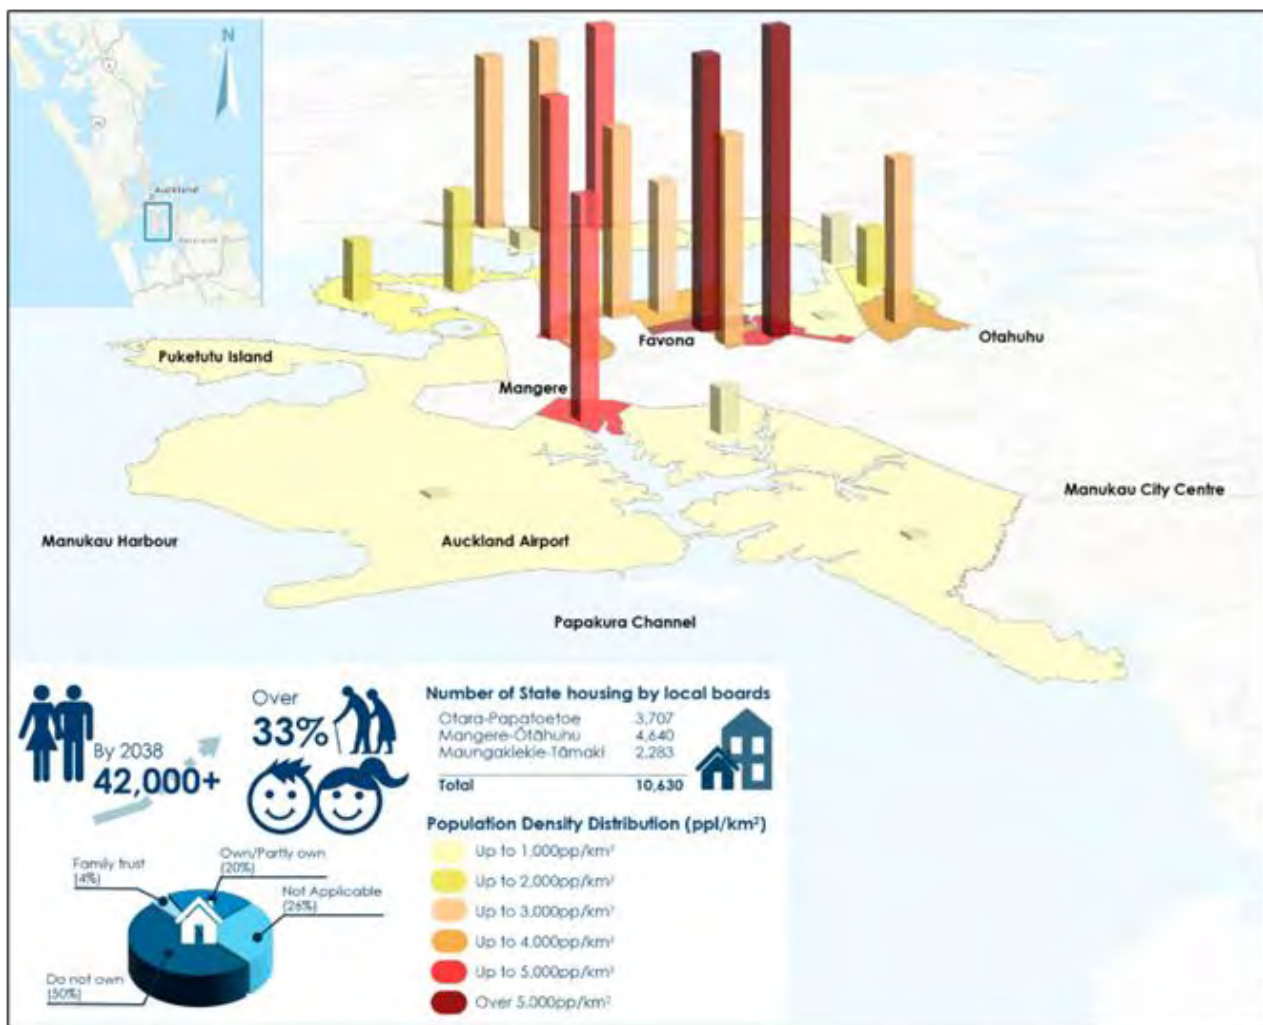 N
Auckland
Puketutu Island
Mangere
Favona
Otahuhu
Manukau City Centre
Manukau Harbour
Auckland Airport
Papakura Channel
By 2038
42,000+
Over
33%
Number of State housing by local boards
Otara-Papatoetoe 3,707
Mangere-Ōtāhuhu 4,640
Maungakiekie-Tāmaki 2,283
Total 10,630
Population Density Distribution (ppl/km²)
Up to 1,000pp/km²
Up to 2,000pp/km²
Up to 3,000pp/km²
Up to 4,000pp/km²
Up to 5,000pp/km²
Over 5,000pp/km²
Family trust
(4%)
Own/Partly own
(20%)
Not Applicable
(26%)
Do not own
(50%)